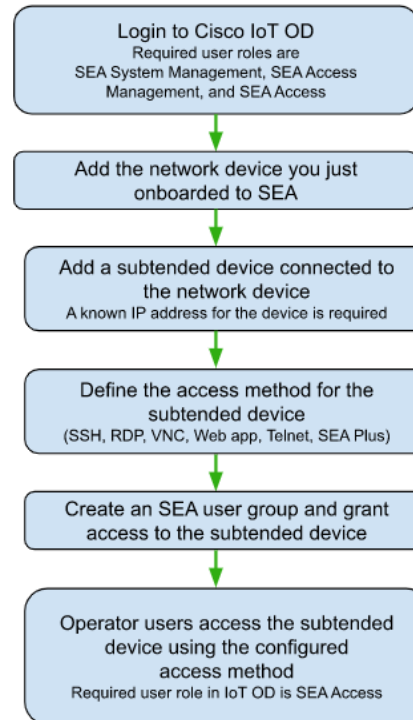 Login to Cisco IoT OD
Required user roles are
SEA System Management, SEA Access
Management, and SEA Access
Add the network device you just
onboarded to SEA
Add a subtended device connected to
the network device
A known IP address for the device is required
Define the access method for the
subtended device
(SSH, RDP, VNC, Web app, Telnet, SEA Plus)
Create an SEA user group and grant
access to the subtended device
Operator users access the subtended
device using the configured
access method
Required user role in IoT OD is SEA Access